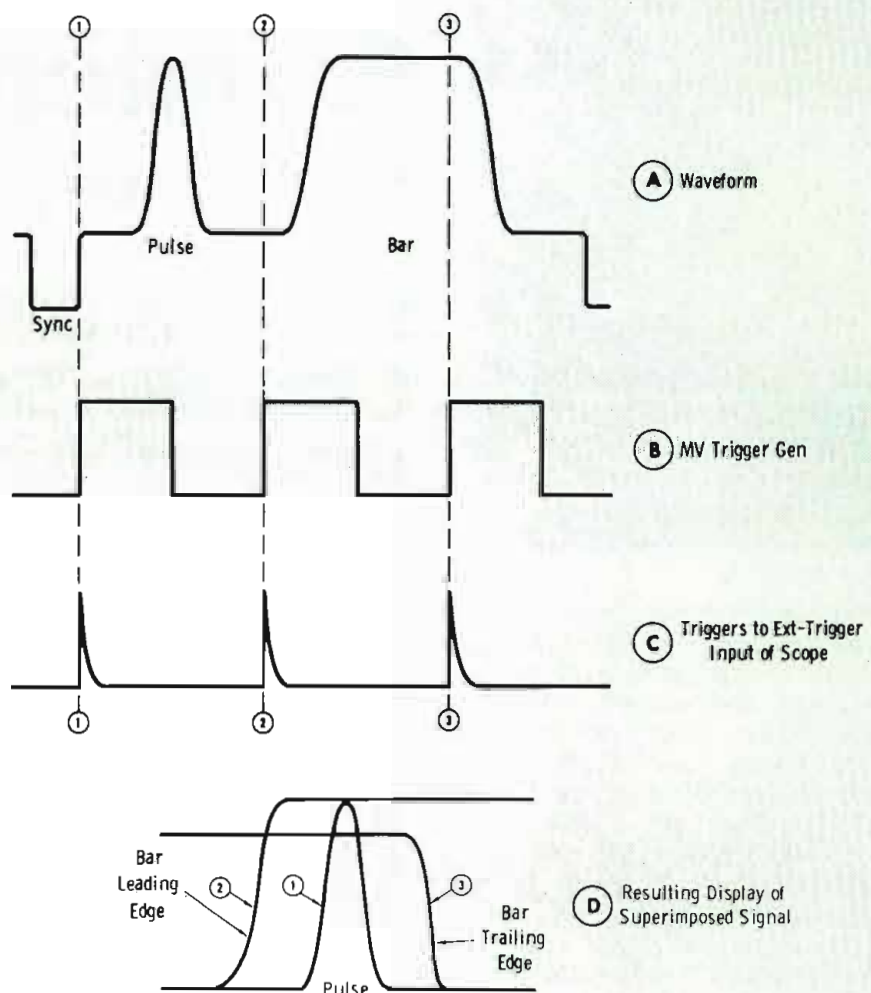 1 2 3
A Waveform
Pulse
Bar
Sync
B MV Trigger Gen
C Triggers to Ext-Trigger
Input of Scope
1 2 3
Bar
Leading
Edge
2 1 3
D Resulting Display of
Superimposed Signal
Bar
Trailing
Edge
Pulse